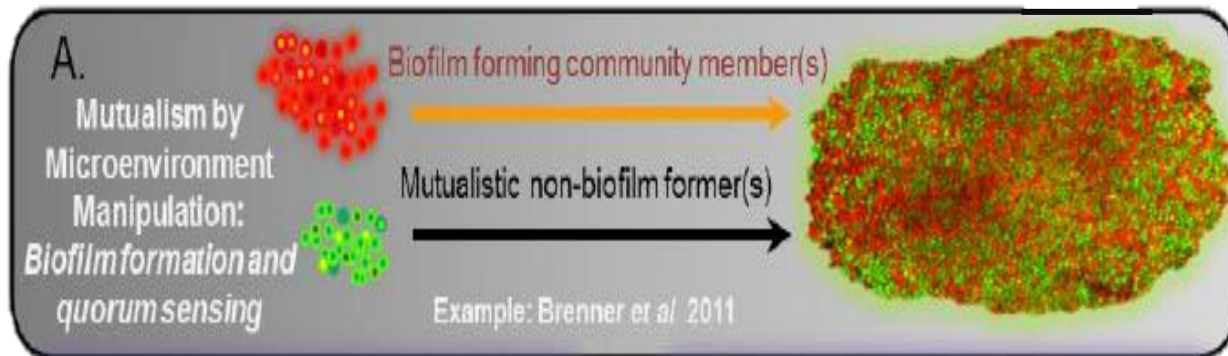 A.
Mutualism by
Microenvironment
Manipulation:
Biofilm formation and
quorum sensing
Biofilm forming community member(s)
Mutualistic non-biofilm former(s)
Example: Brenner et al 2011